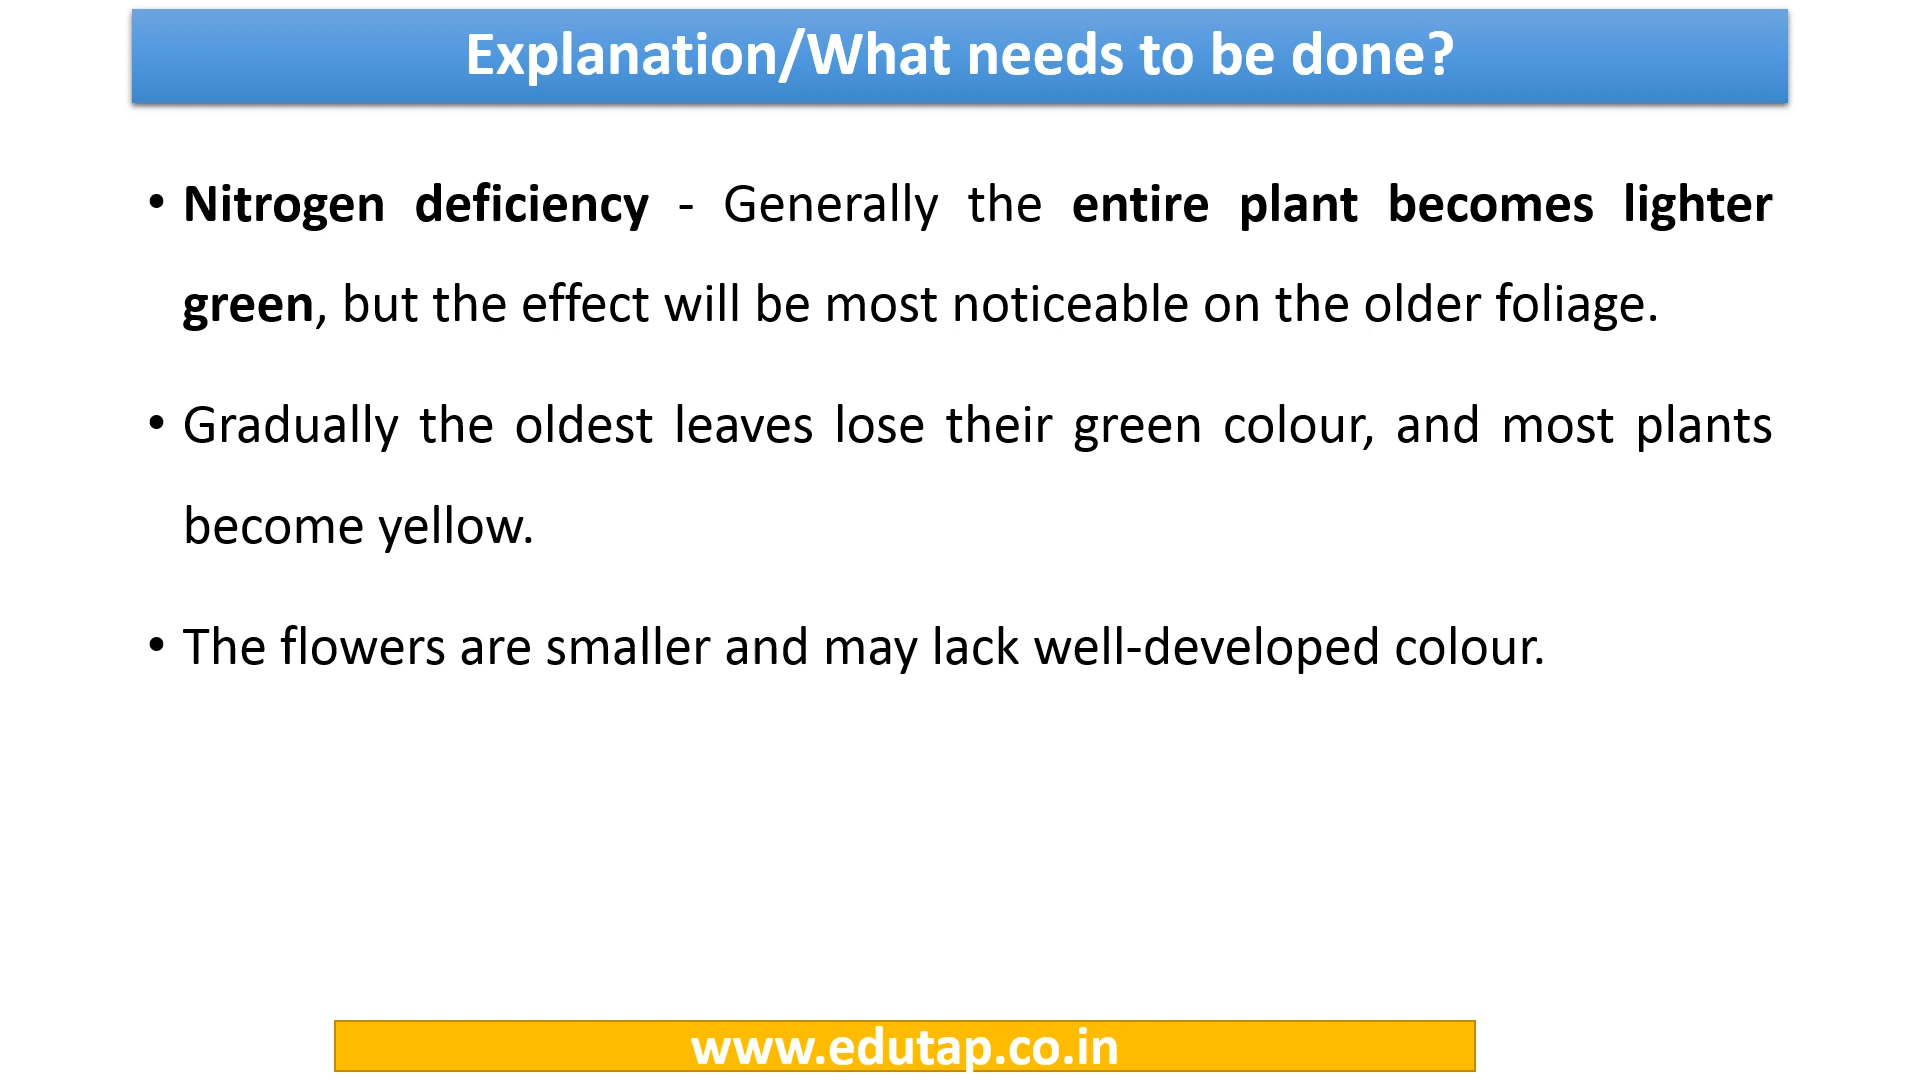 Explanation/What needs to be done?
• Nitrogen deficiency - Generally the entire plant becomes lighter
green, but the effect will be most noticeable on the older foliage.
• Gradually the oldest leaves lose their green colour, and most plants
become yellow.
• The flowers are smaller and may lack well-developed colour.
www.edutap.co.in